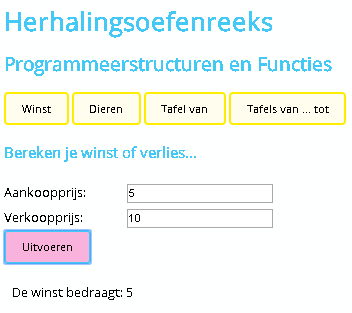 Herhalingsoefenreeks
Programmeerstructuren en Functies
Winst Dieren Tafel van Tafels van ... tot
Bereken je winst of verlies...
Aankoopprijs: 5
Verkoopprijs: 10
Uitvoeren
De winst bedraagt: 5